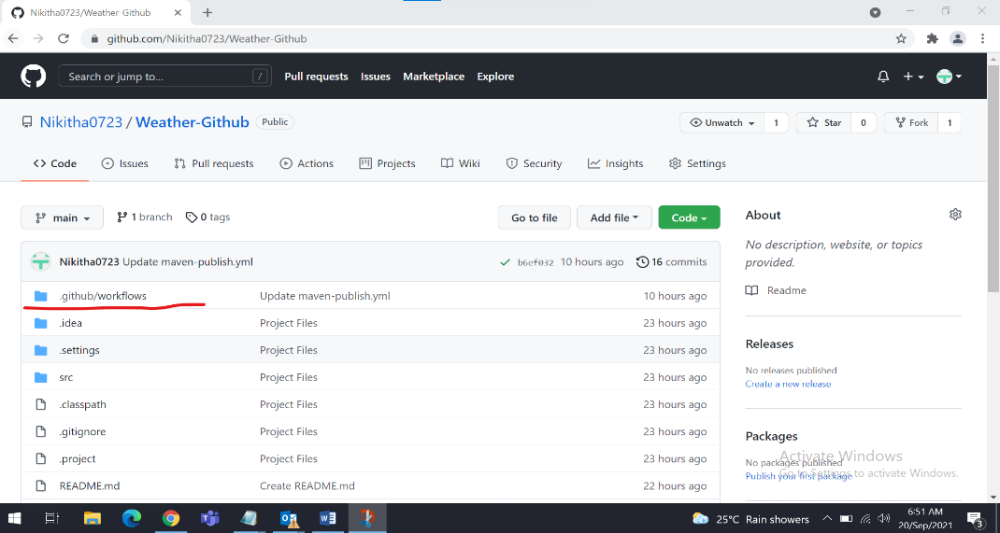 Nikitha0723/Weather-Github
github.com/Nikitha0723/Weather-Github
Search or jump to... /
Pull requests Issues Marketplace Explore
Nikitha0723 / Weather-Github Public
Unwatch 1 Star 0 Fork 1
<> Code Issues Pull requests Actions Projects Wiki Security Insights Settings
main 1 branch 0 tags Go to file Add file Code
About
No description, website, or topics
provided.
Readme
Nikitha0723 Update maven-publish.yml b6ef032 10 hours ago 16 commits
.github/workflows Update maven-publish.yml 10 hours ago
.idea Project Files 23 hours ago
.settings Project Files 23 hours ago
src Project Files 23 hours ago
.classpath Project Files 23 hours ago
.gitignore Project Files 23 hours ago
.project Project Files 23 hours ago
README.md Create README.md 22 hours ago
Releases
No releases published
Create a new release
Packages
No packages published
Publish your first package
Activate Windows
Go to Settings to activate Windows.
25°C Rain showers
6:51 AM
20/Sep/2021
3